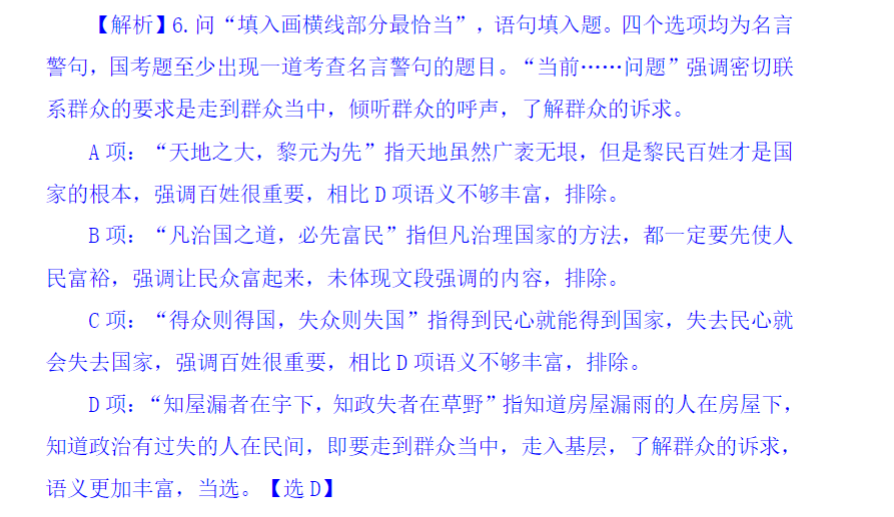 【解析】6.问“填入画横线部分最恰当”，语句填入题。四个选项均为名言
警句，国考题至少出现一道考查名言警句的题目。“当前……问题”强调密切联
系群众的要求是走到群众当中，倾听群众的呼声，了解群众的诉求。
A 项：“天地之大，黎元为先”指天地虽然广袤无垠，但是黎民百姓才是国
家的根本，强调百姓很重要，相比 D 项语义不够丰富，排除。
B 项：“凡治国之道，必先富民”指但凡治理国家的方法，都一定要先使人
民富裕，强调让民众富起来，未体现文段强调的内容，排除。
C 项：“得众则得国，失众则失国”指得到民心就能得到国家，失去民心就
会失去国家，强调百姓很重要，相比 D 项语义不够丰富，排除。
D 项：“知屋漏者在宇下，知政失者在草野”指知道房屋漏雨的人在房屋下，
知道政治有过失的人在民间，即要走到群众当中，走入基层，了解群众的诉求，
语义更加丰富，当选。【选 D】